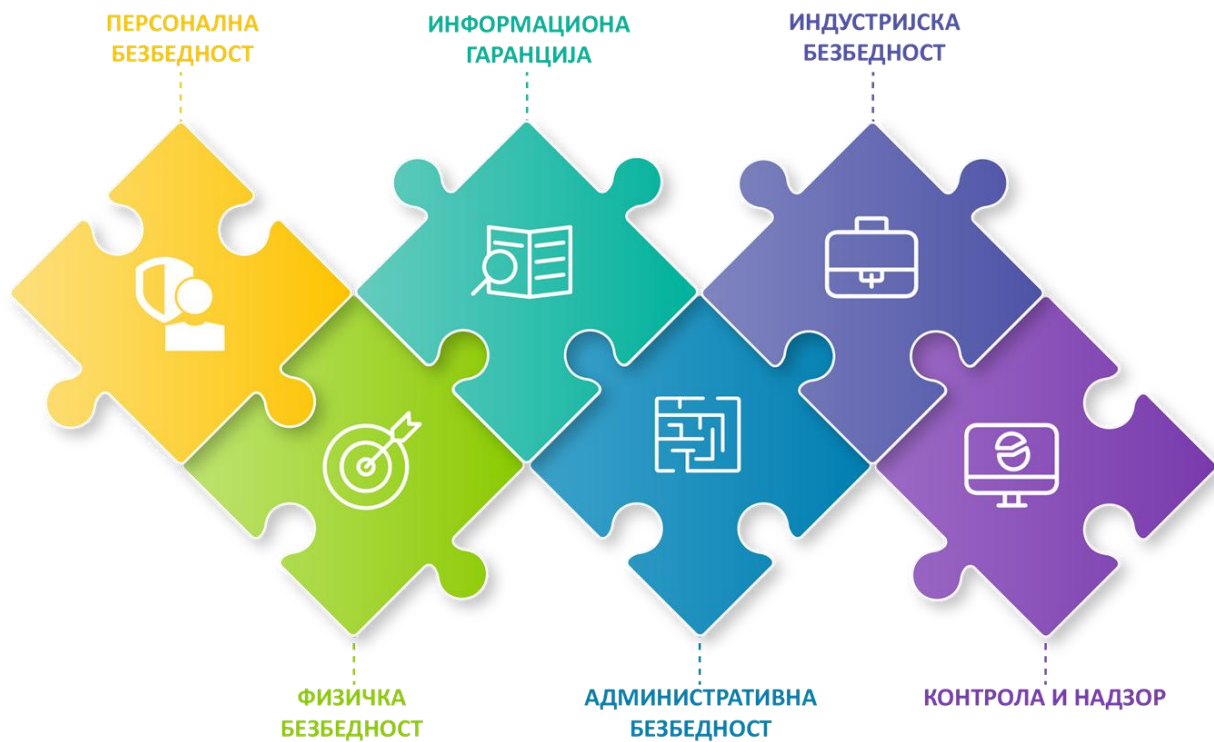 ПЕРСОНАЛНА
БЕЗБЕДНОСТ
ИНФОРМАЦИОНА
ГАРАНЦИЈА
ИНДУСТРИЈСКА
БЕЗБЕДНОСТ
ФИЗИЧКА
БЕЗБЕДНОСТ
АДМИНИСТРАТИВНА
БЕЗБЕДНОСТ
КОНТРОЛА И НАДЗОР